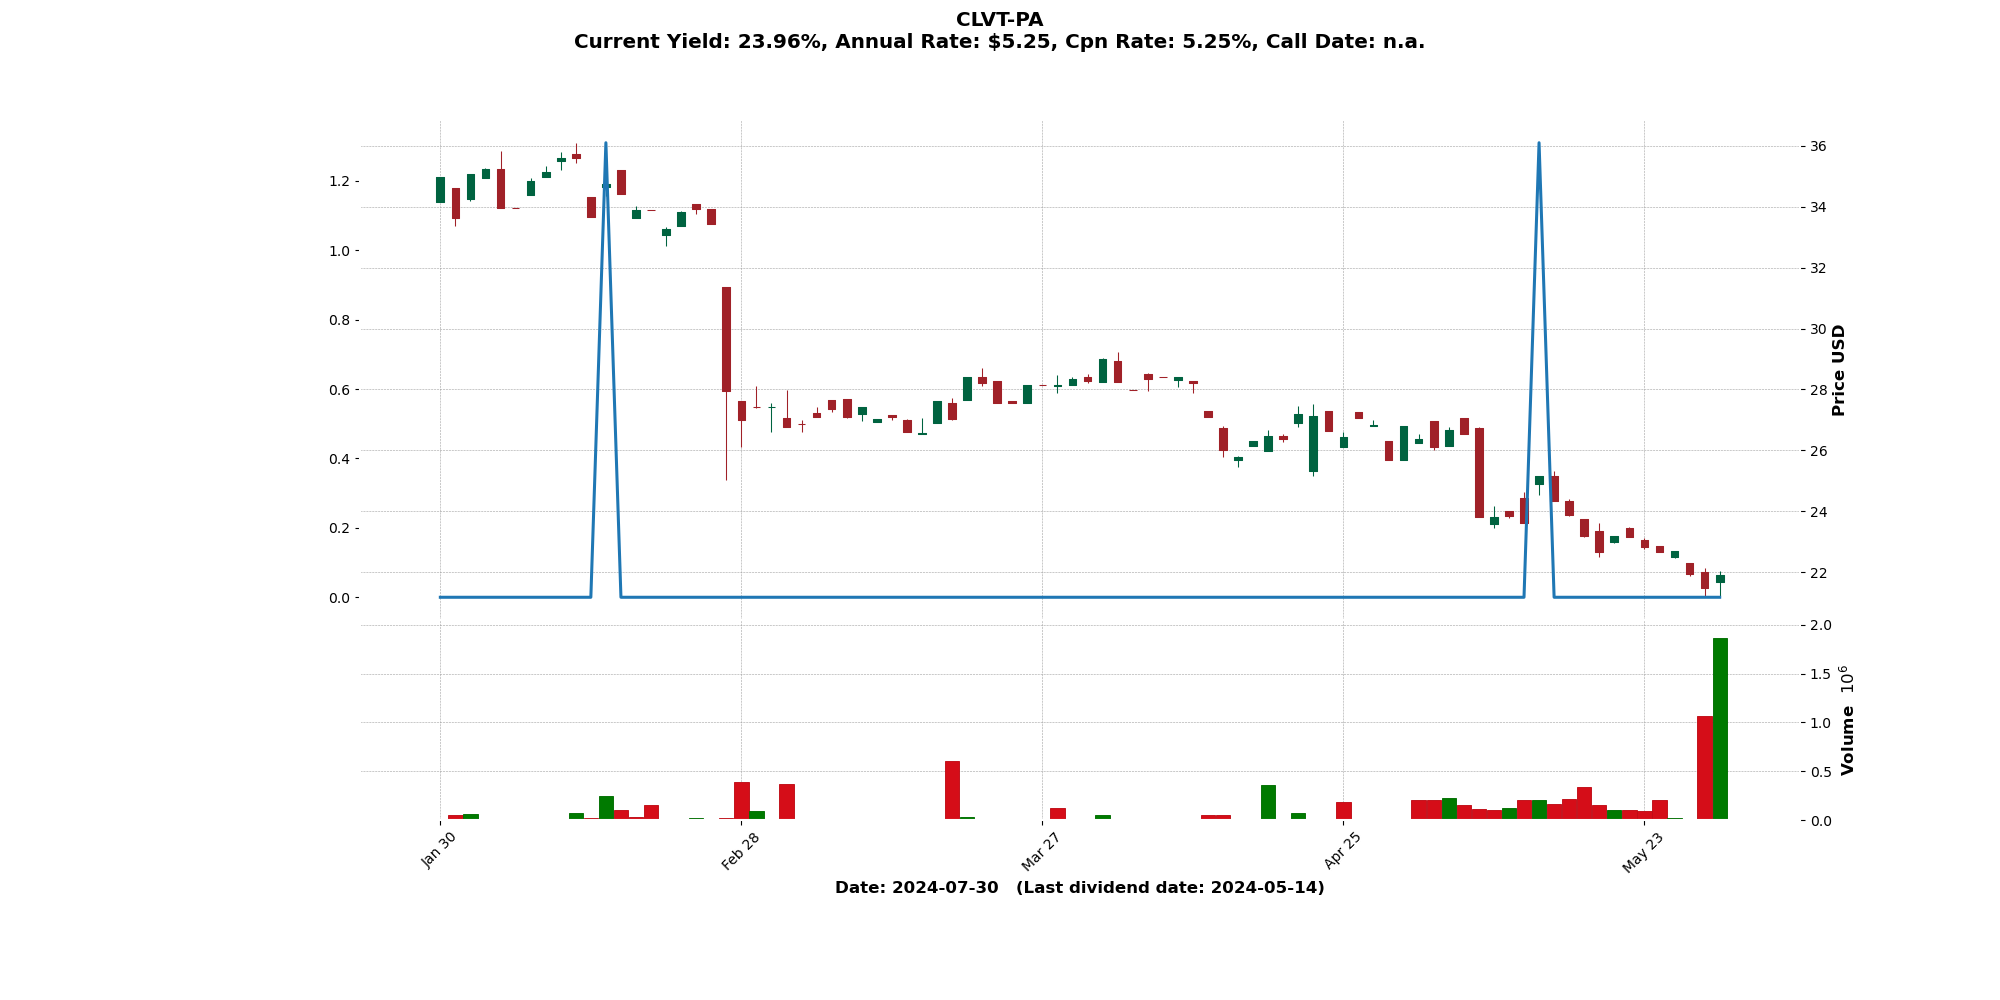 CLVT-PA
Current Yield: 23.96%, Annual Rate: $5.25, Cpn Rate: 5.25%, Call Date: n.a.
1.2
1.0
0.8
0.6
0.4
0.2
0.0
36
34
32
30
28
26
24
22
Price USD
2.0
1.5
1.0
0.5
0.0
Volume 10^6
Jan 30
Feb 28
Mar 27
Apr 25
May 23
Date: 2024-07-30 (Last dividend date: 2024-05-14)